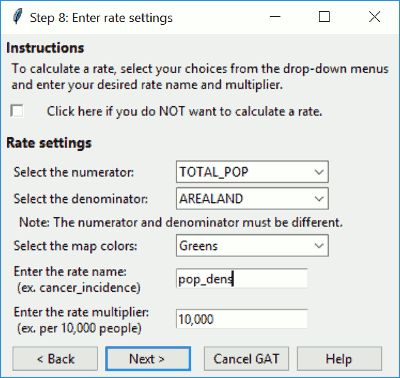 Step 8: Enter rate settings
Instructions
To calculate a rate, select your choices from the drop-down menus
and enter your desired rate name and multiplier.
Click here if you do NOT want to calculate a rate.
Rate settings
Select the numerator: TOTAL_POP
Select the denominator: AREALAND
Note: The numerator and denominator must be different.
Select the map colors: Greens
Enter the rate name:
(ex. cancer_incidence) pop_dens
Enter the rate multiplier:
(ex. per 10,000 people) 10,000
< Back Next > Cancel GAT Help